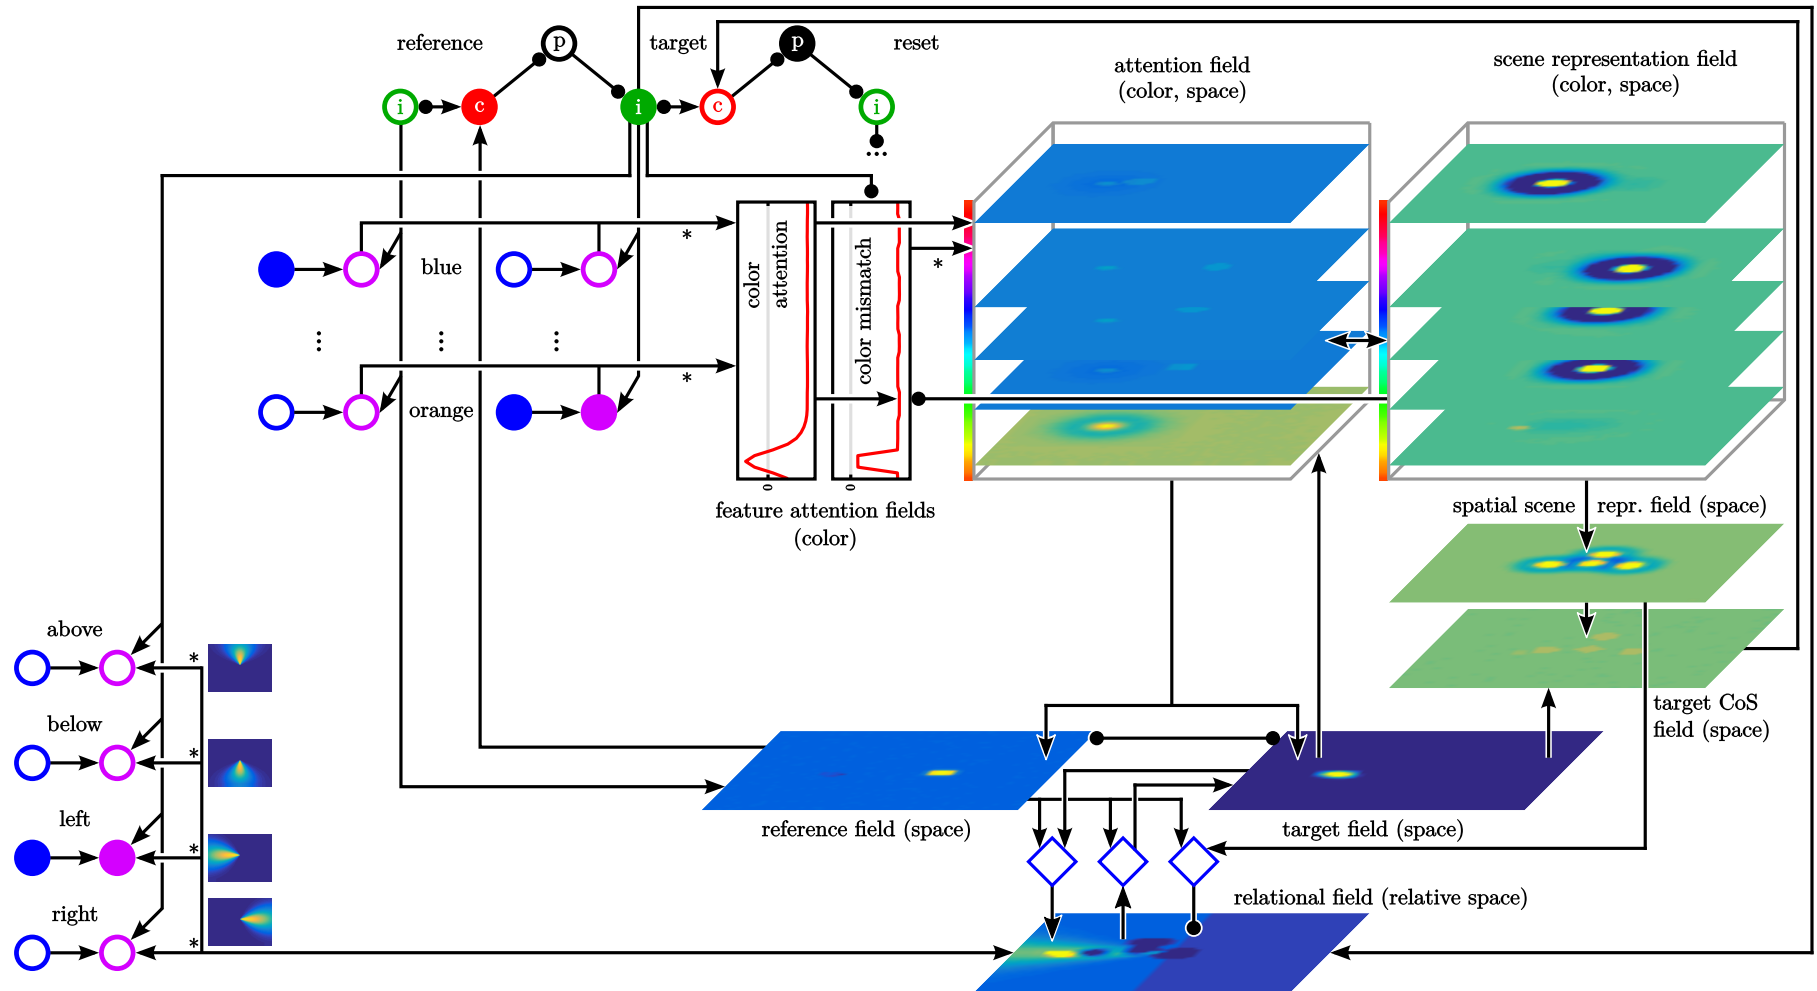 reference
p
target
p
reset
i
c
i
c
i
...
attention field
(color, space)
scene representation field
(color, space)
*
blue
color
attention
color mismatch
*
*
orange
0
0
feature attention fields
(color)
spatial scene
repr. field (space)
above
*
below
*
left
*
right
*
target CoS
field (space)
reference field (space)
target field (space)
relational field (relative space)